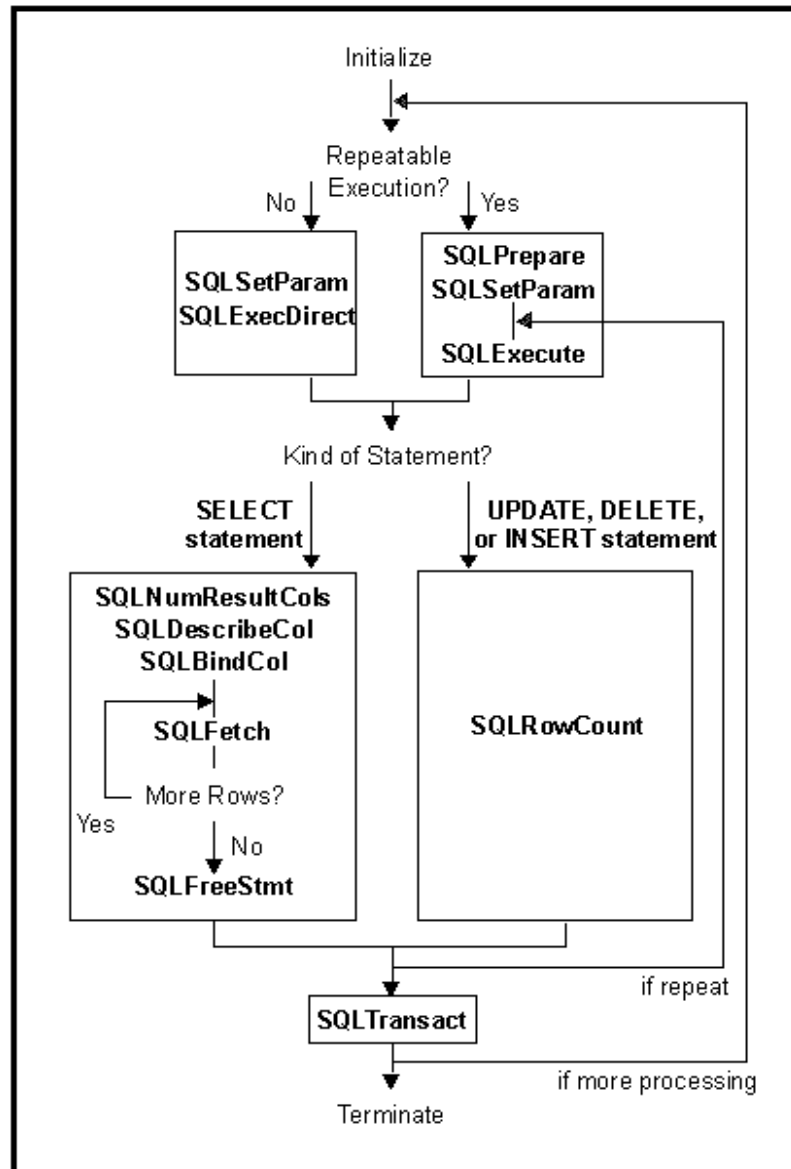 Initialize
Repeatable
Execution?
No
Yes
SQLSetParam
SQLExecDirect
SQLPrepare
SQLSetParam
SQLExecute
Kind of Statement?
SELECT
statement
UPDATE, DELETE,
or INSERT statement
SQLNumResultCols
SQLDescribeCol
SQLBindCol
SQLFetch
More Rows?
Yes
No
SQLFreeStmt
SQLRowCount
if repeat
SQLTransact
if more processing
Terminate